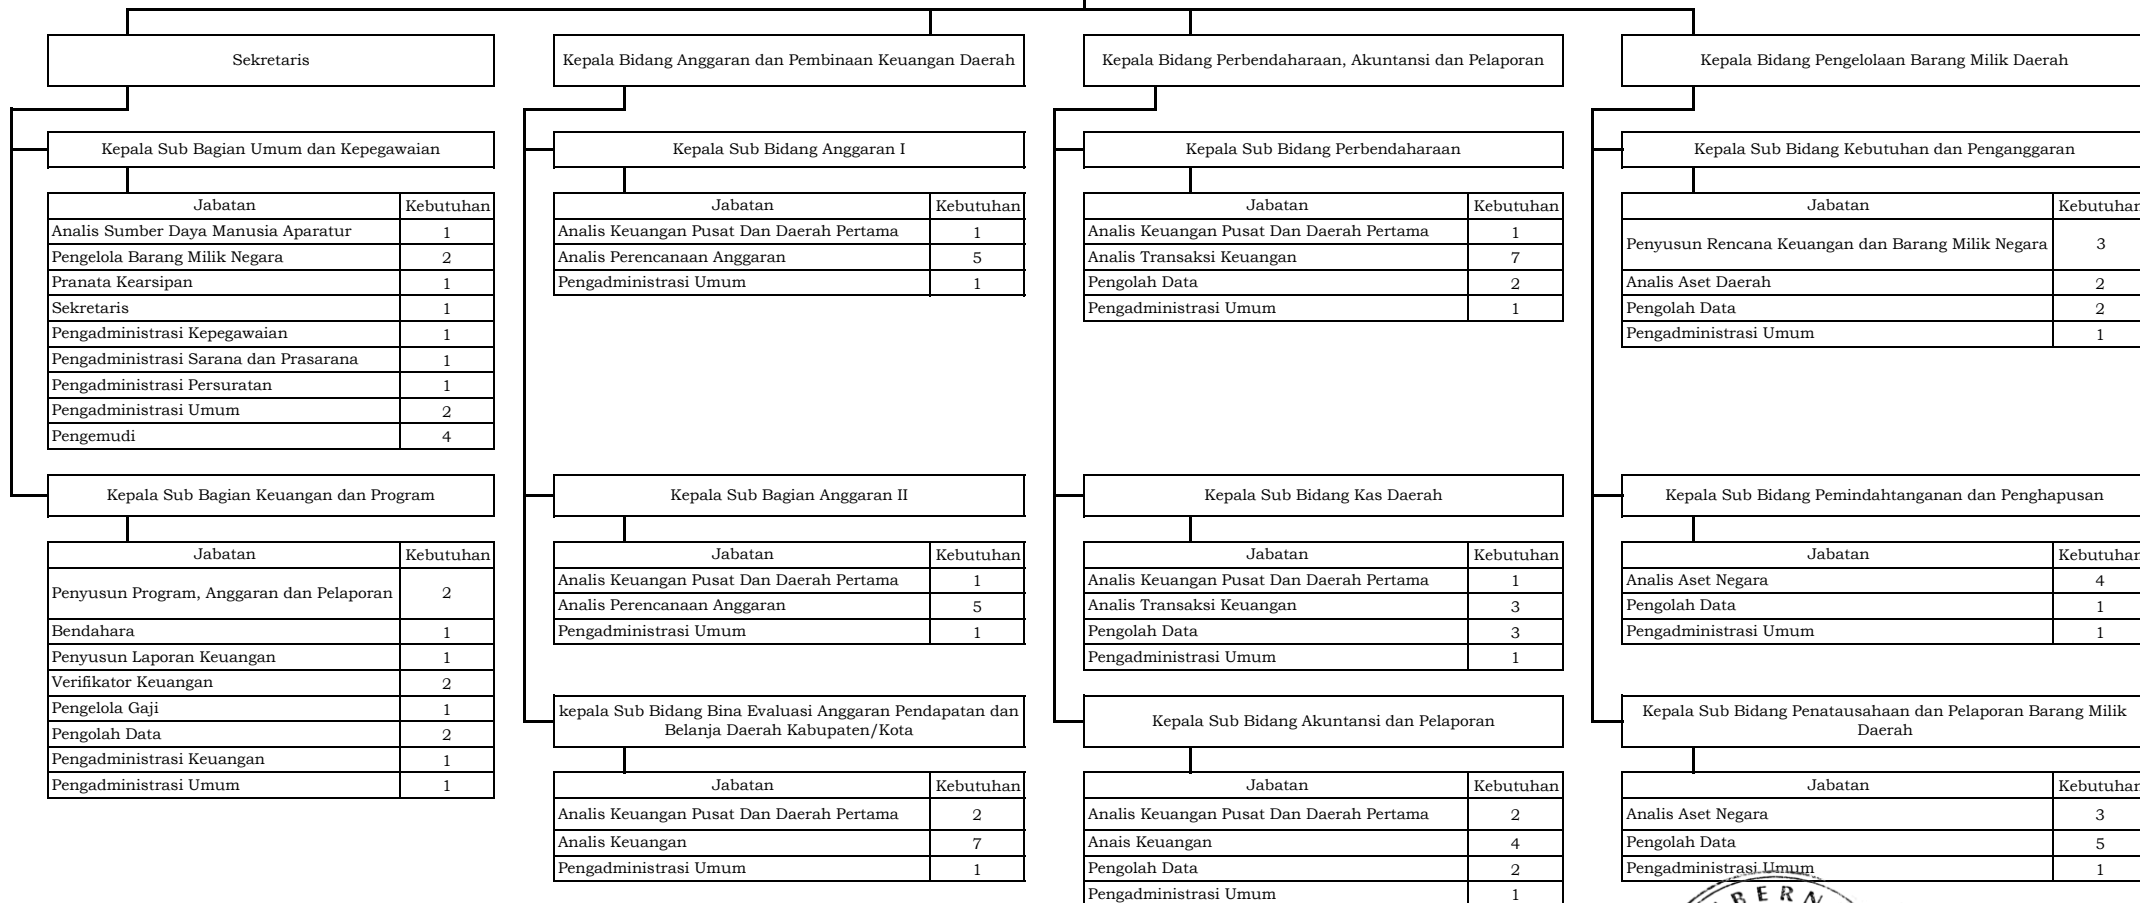 Sekretaris
Kepala Bidang Anggaran dan Pembinaan Keuangan Daerah
Kepala Bidang Perbendaharaan, Akuntansi dan Pelaporan
Kepala Bidang Pengelolaan Barang Milik Daerah
Kepala Sub Bagian Umum dan Kepegawaian
Jabatan Kebutuhan
Analis Sumber Daya Manusia Aparatur 1
Pengelola Barang Milik Negara 2
Pranata Kearsipan 1
Sekretaris 1
Pengadministrasi Kepegawaian 1
Pengadministrasi Sarana dan Prasarana 1
Pengadministrasi Persuratan 1
Pengadministrasi Umum 2
Pengemudi 4
Kepala Sub Bagian Keuangan dan Program
Jabatan Kebutuhan
Penyusun Program, Anggaran dan Pelaporan 2
Bendahara 1
Penyusun Laporan Keuangan 1
Verifikator Keuangan 2
Pengelola Gaji 1
Pengolah Data 2
Pengadministrasi Keuangan 1
Pengadministrasi Umum 1
Kepala Sub Bidang Anggaran I
Jabatan Kebutuhan
Analis Keuangan Pusat Dan Daerah Pertama 1
Analis Perencanaan Anggaran 5
Pengadministrasi Umum 1
Kepala Sub Bagian Anggaran II
Jabatan Kebutuhan
Analis Keuangan Pusat Dan Daerah Pertama 1
Analis Perencanaan Anggaran 5
Pengadministrasi Umum 1
kepala Sub Bidang Bina Evaluasi Anggaran Pendapatan dan
Belanja Daerah Kabupaten/Kota
Jabatan Kebutuhan
Analis Keuangan Pusat Dan Daerah Pertama 2
Analis Keuangan 7
Pengadministrasi Umum 1
Kepala Sub Bidang Perbendaharaan
Jabatan Kebutuhan
Analis Keuangan Pusat Dan Daerah Pertama 1
Analis Transaksi Keuangan 7
Pengolah Data 2
Pengadministrasi Umum 1
Kepala Sub Bidang Kas Daerah
Jabatan Kebutuhan
Analis Keuangan Pusat Dan Daerah Pertama 1
Analis Transaksi Keuangan 3
Pengolah Data 3
Pengadministrasi Umum 1
Kepala Sub Bidang Akuntansi dan Pelaporan
Jabatan Kebutuhan
Analis Keuangan Pusat Dan Daerah Pertama 2
Anais Keuangan 4
Pengolah Data 2
Pengadministrasi Umum 1
Kepala Sub Bidang Kebutuhan dan Penganggaran
Jabatan Kebutuhan
Penyusun Rencana Keuangan dan Barang Milik Negara 3
Analis Aset Daerah 2
Pengolah Data 2
Pengadministrasi Umum 1
Kepala Sub Bidang Pemindahtanganan dan Penghapusan
Jabatan Kebutuhan
Analis Aset Negara 4
Pengolah Data 1
Pengadministrasi Umum 1
Kepala Sub Bidang Penatausahaan dan Pelaporan Barang Milik
Daerah
Jabatan Kebutuhan
Analis Aset Negara 3
Pengolah Data 5
Pengadministrasi Umum 1